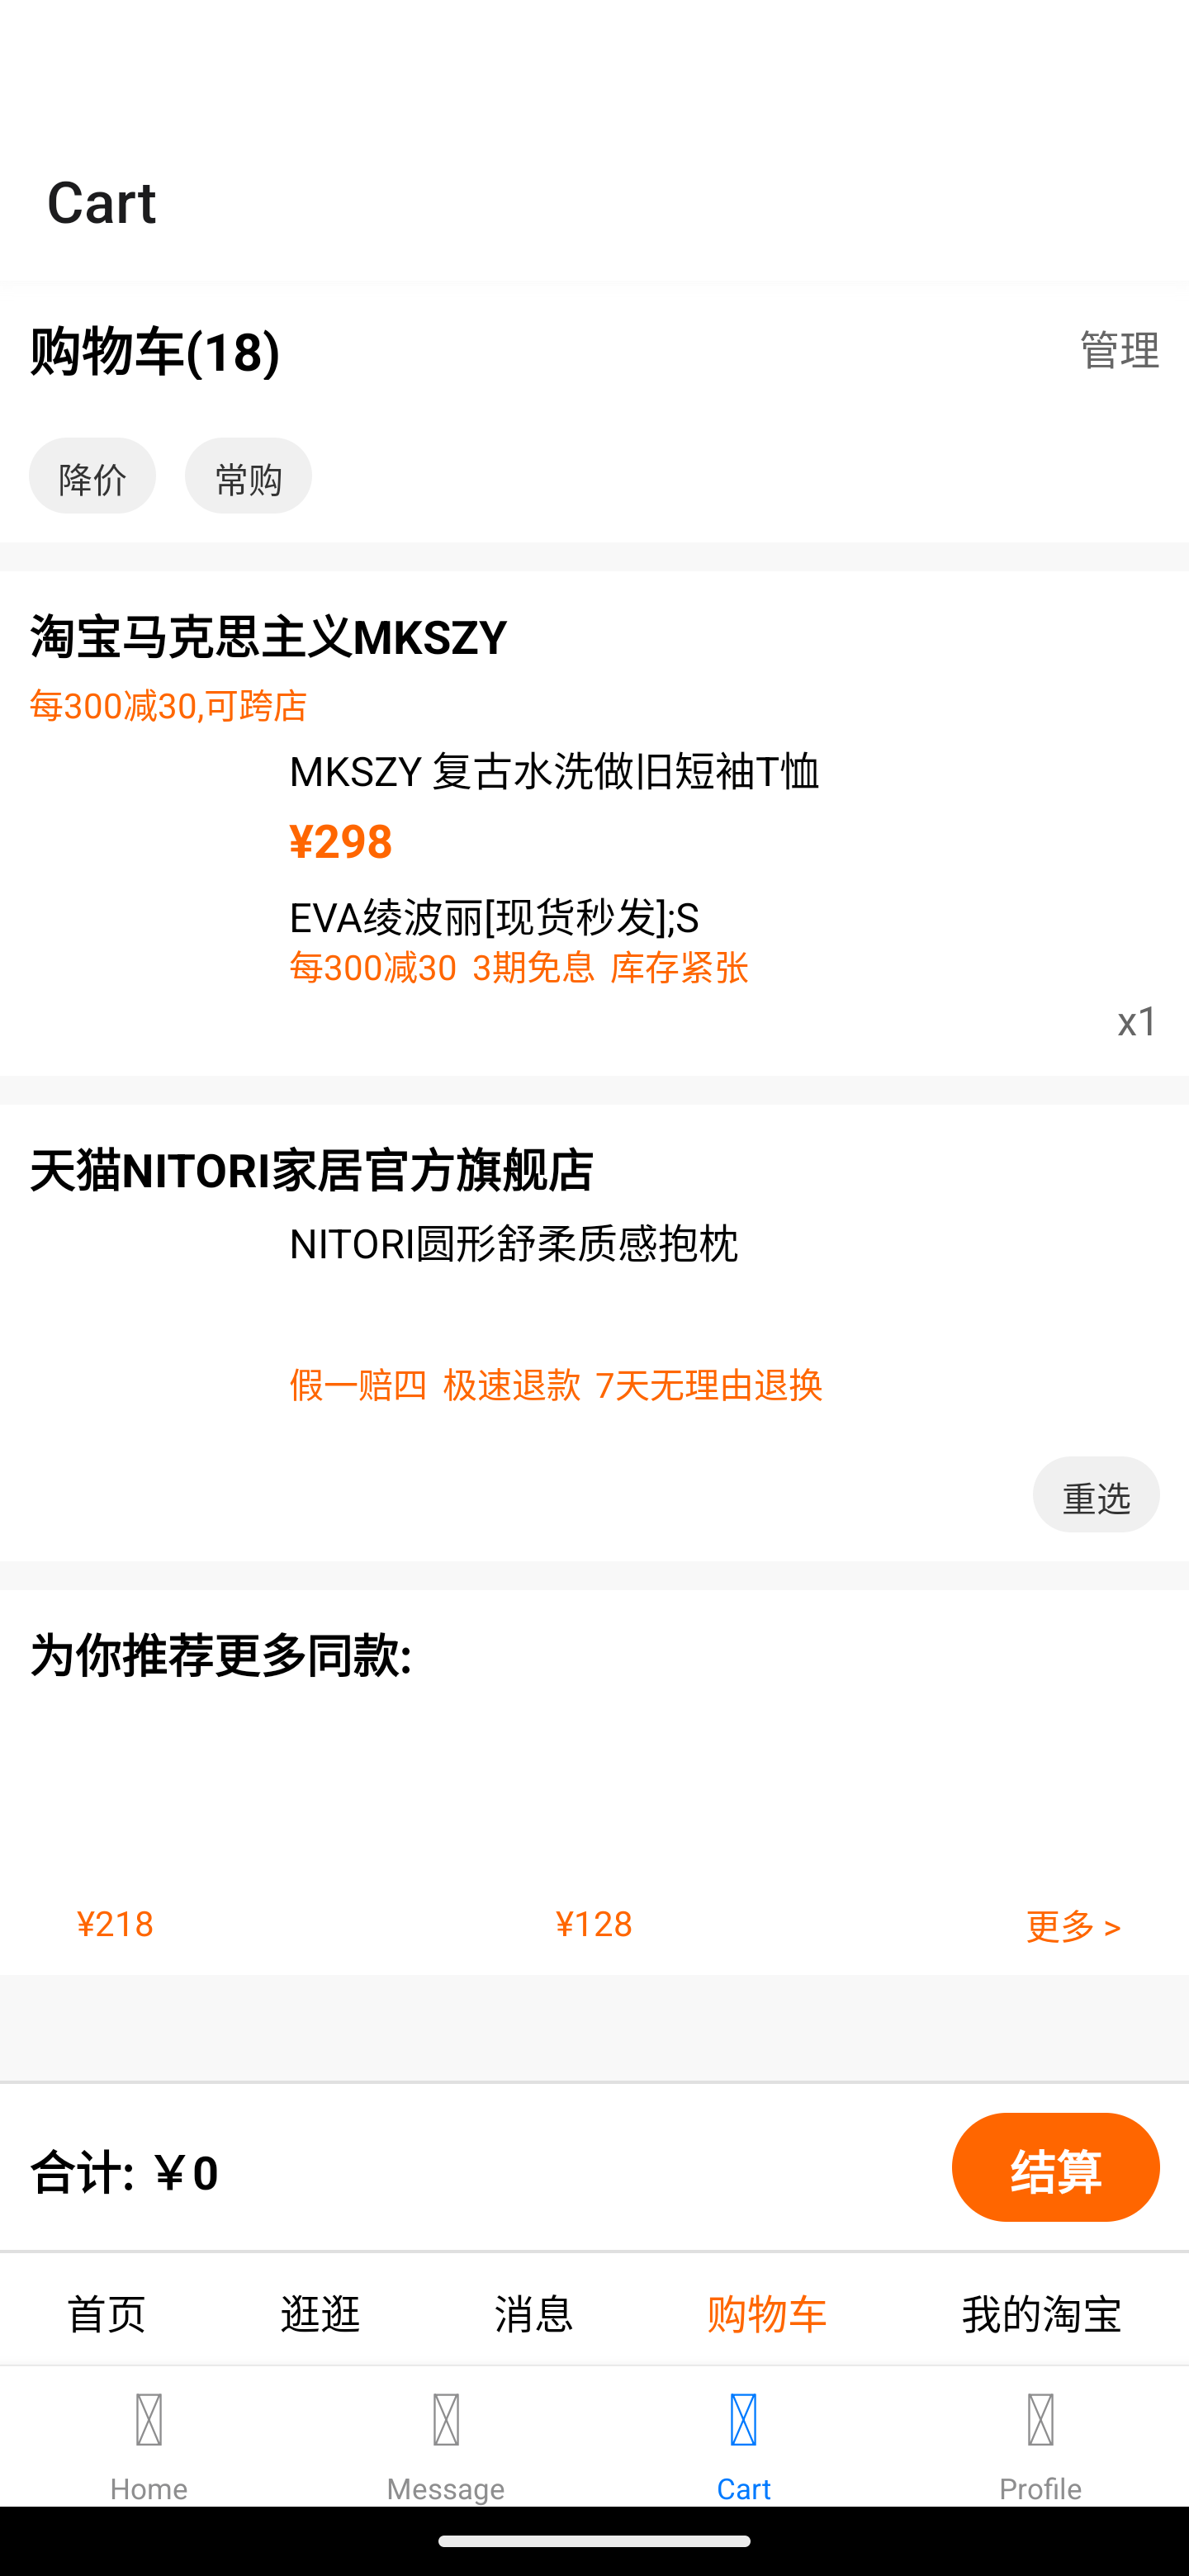 Cart
购物车(18)
管理
降价 常购
淘宝马克思主义MKSZY
每300减30,可跨店
MKSZY 复古水洗做旧短袖T恤
¥298
EVA绫波丽[现货秒发];S
每300减30 3期免息 库存紧张
x1
天猫NITORI家居官方旗舰店
NITORI圆形舒柔质感抱枕
假一赔四 极速退款 7天无理由退换
重选
为你推荐更多同款:
¥218 ¥128 更多 >
合计: ￥0
结算
首页 逛逛 消息 购物车 我的淘宝
Home Message Cart Profile